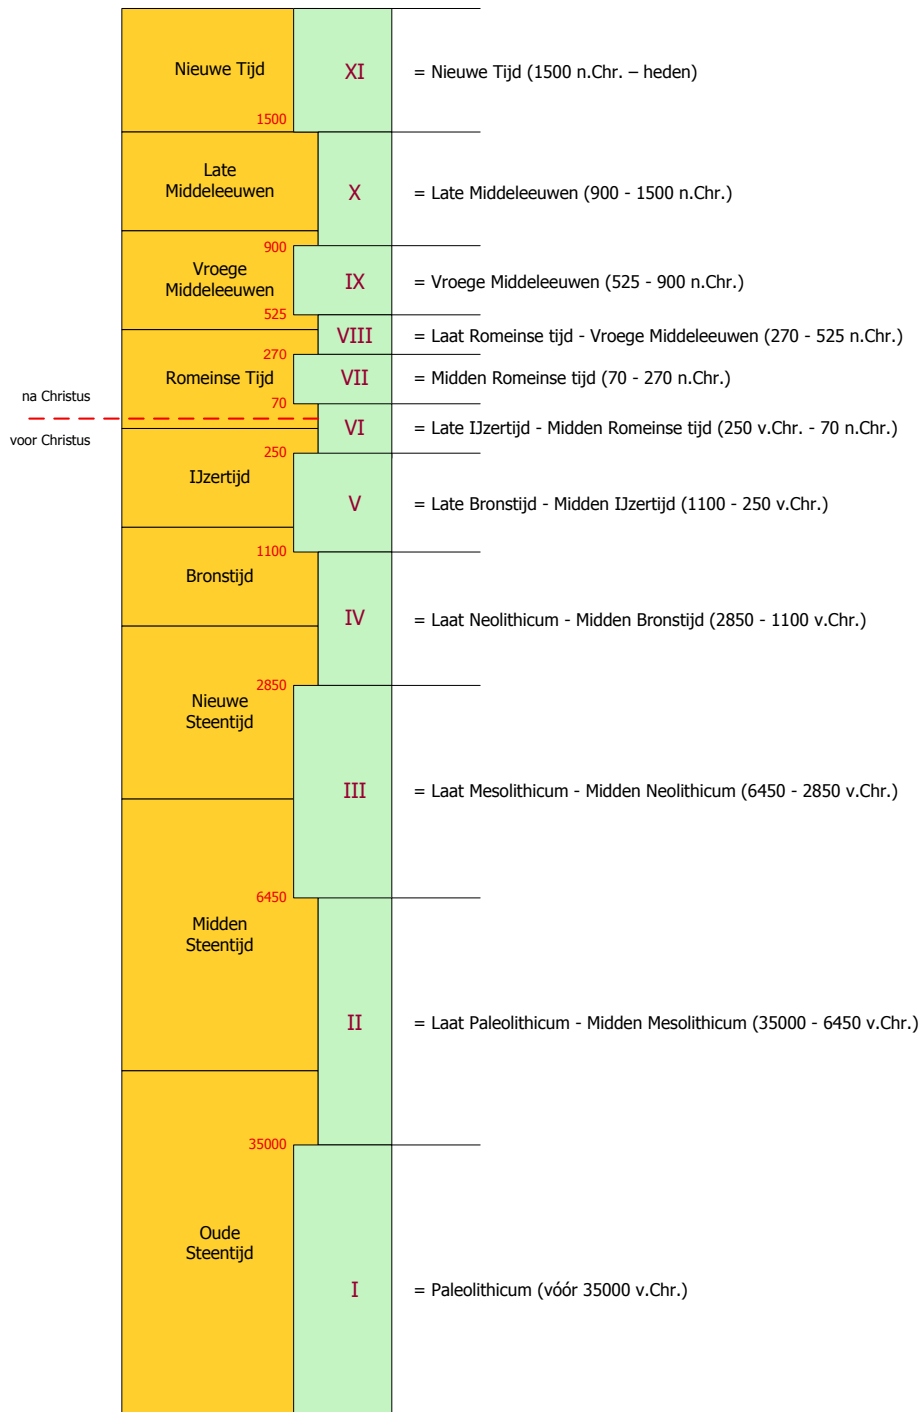 Nieuwe Tijd
XI
= Nieuwe Tijd (1500 n.Chr. – heden)
1500
Late
Middeleeuwen
X
= Late Middeleeuwen (900 - 1500 n.Chr.)
900
Vroege
Middeleeuwen
IX
= Vroege Middeleeuwen (525 - 900 n.Chr.)
525
VIII
= Laat Romeinse tijd - Vroege Middeleeuwen (270 - 525 n.Chr.)
270
Romeinse Tijd
VII
= Midden Romeinse tijd (70 - 270 n.Chr.)
na Christus
70
voor Christus
VI
= Late IJzertijd - Midden Romeinse tijd (250 v.Chr. - 70 n.Chr.)
250
IJzertijd
V
= Late Bronstijd - Midden IJzertijd (1100 - 250 v.Chr.)
1100
Bronstijd
IV
= Laat Neolithicum - Midden Bronstijd (2850 - 1100 v.Chr.)
2850
Nieuwe
Steentijd
III
= Laat Mesolithicum - Midden Neolithicum (6450 - 2850 v.Chr.)
6450
Midden
Steentijd
II
= Laat Paleolithicum - Midden Mesolithicum (35000 - 6450 v.Chr.)
35000
Oude
Steentijd
I
= Paleolithicum (vóór 35000 v.Chr.)